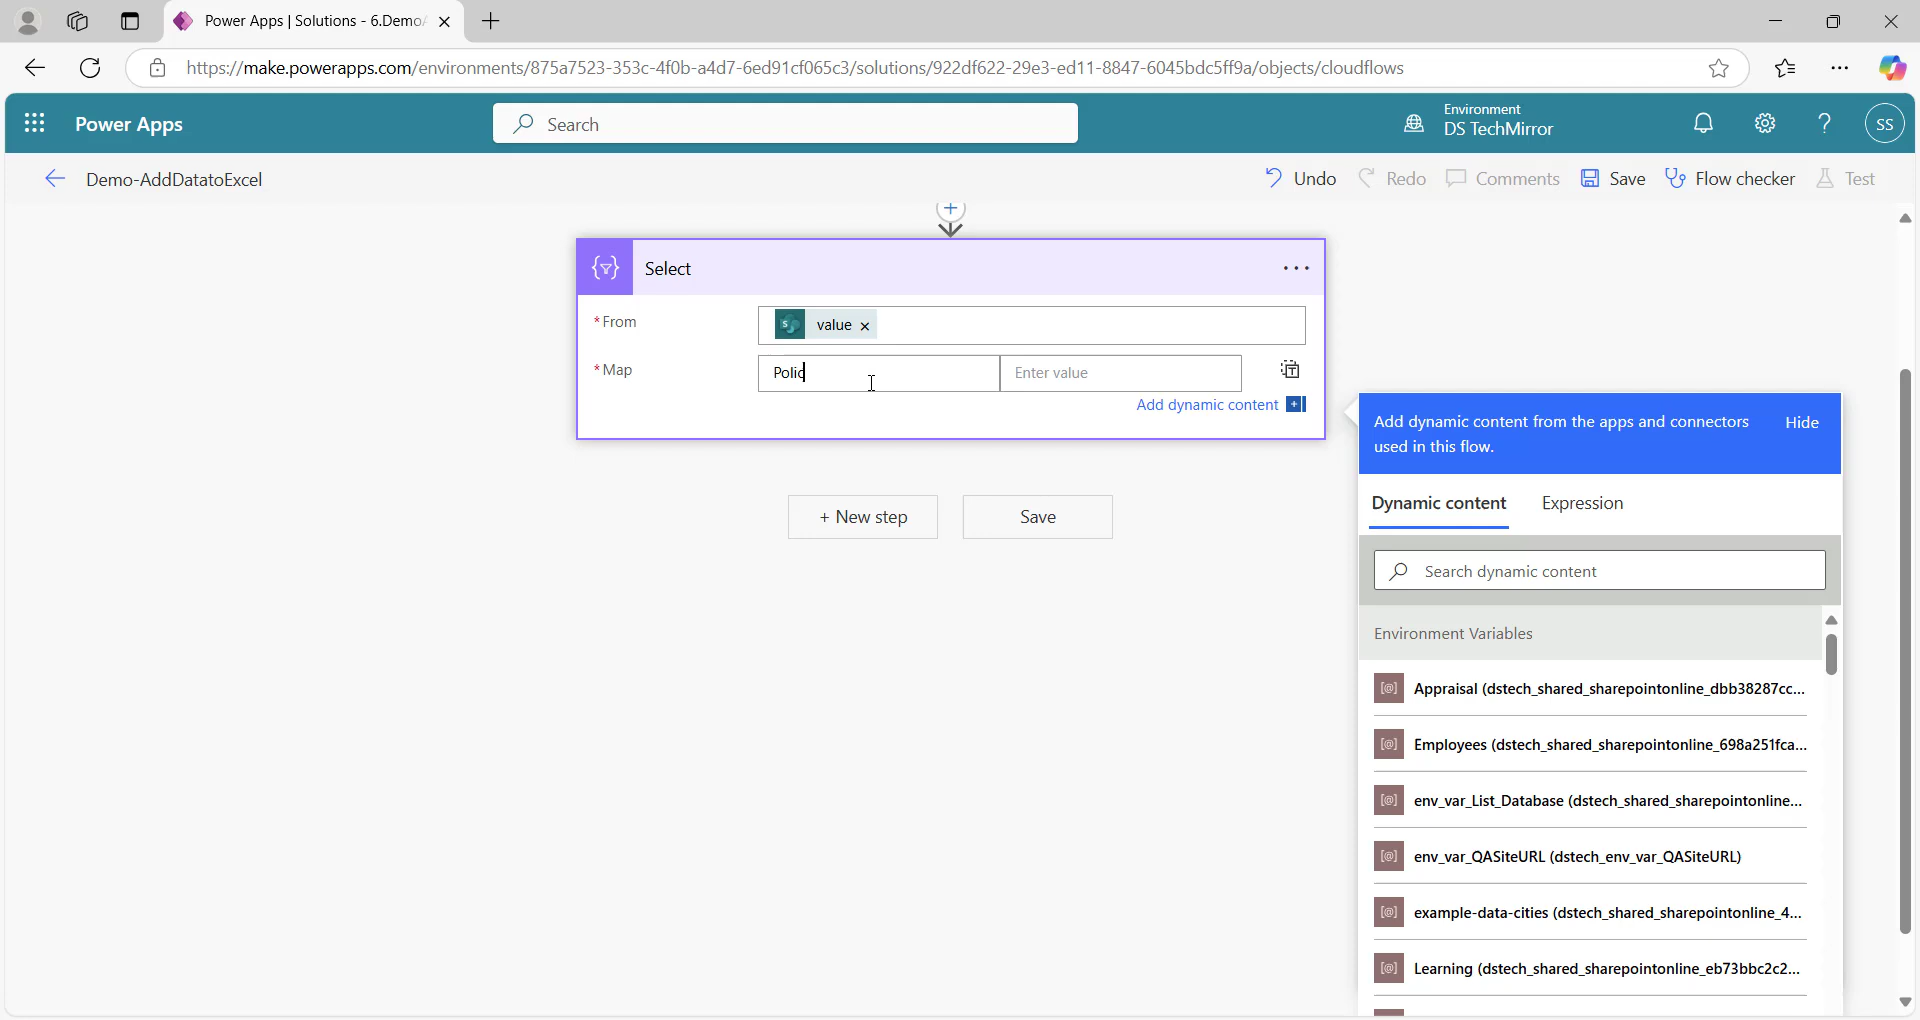 Power Apps | Solutions - 6.Demo
https://make.powerapps.com/environments/875a7523-353c-4f0b-a4d7-6ed91cf065c3/solutions/922df622-29e3-ed11-8847-6045bdc5ff9a/objects/cloudflows
Power Apps
Search
Environment
DS TechMirror
SS
Demo-AddDatatoExcel
Undo
Redo
Comments
Save
Flow checker
Test
Select
* From
value
* Map
Polic
Enter value
Add dynamic content
+ New step
Save
Add dynamic content from the apps and connectors used in this flow.
Hide
Dynamic content
Expression
Search dynamic content
Environment Variables
Appraisal (dstech_shared_sharepointonline_dbb38287cc...
Employees (dstech_shared_sharepointonline_698a251fca...
env_var_List_Database (dstech_shared_sharepointonline...
env_var_QASiteURL (dstech_env_var_QASiteURL)
example-data-cities (dstech_shared_sharepointonline_4...
Learning (dstech_shared_sharepointonline_eb73bbc2c2...